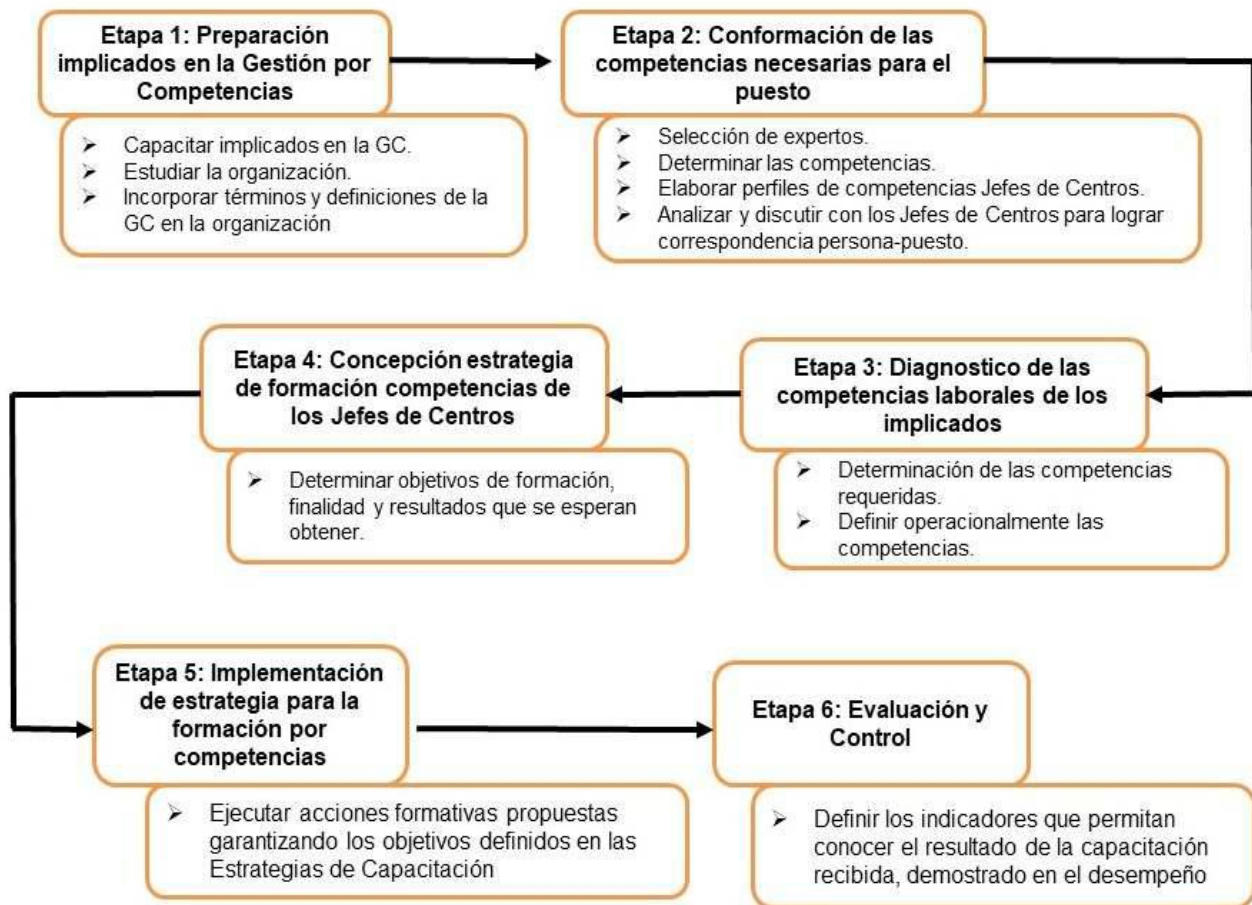 Etapa 1: Preparación
implicados en la Gestión por
Competencias
➢ Capacitar implicados en la GC.
➢ Estudiar la organización.
➢ Incorporar términos y definiciones de la
GC en la organización
Etapa 2: Conformación de las
competencias necesarias para el
puesto
➢ Selección de expertos.
➢ Determinar las competencias.
➢ Elaborar perfiles de competencias Jefes de Centros.
➢ Analizar y discutir con los Jefes de Centros para lograr
correspondencia persona-puesto.
Etapa 3: Diagnostico de las
competencias laborales de los
implicados
➢ Determinación de las competencias
requeridas.
➢ Definir operacionalmente las
competencias.
Etapa 4: Concepción estrategia
de formación competencias de
los Jefes de Centros
➢ Determinar objetivos de formación,
finalidad y resultados que se esperan
obtener.
Etapa 5: Implementación
de estrategia para la
formación por
competencias
➢ Ejecutar acciones formativas propuestas
garantizando los objetivos definidos en las
Estrategias de Capacitación
Etapa 6: Evaluación y
Control
➢ Definir los indicadores que permitan
conocer el resultado de la capacitación
recibida, demostrado en el desempeño